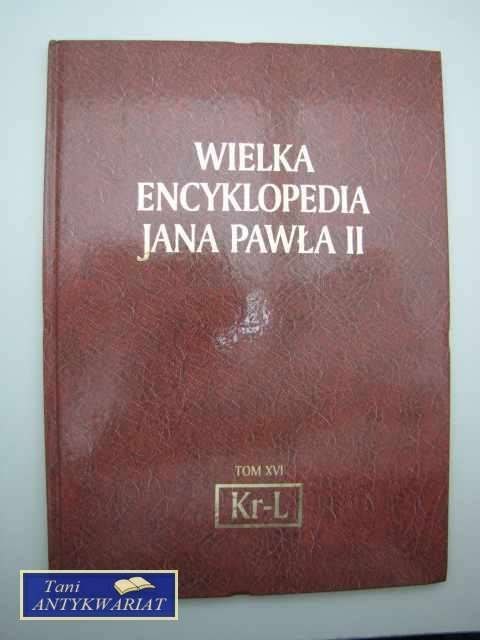 WIELKA
ENCYKLOPEDIA
JANA PAWŁA II
TOM XVI
Kr-L
Tani
ANTYKWARIAT